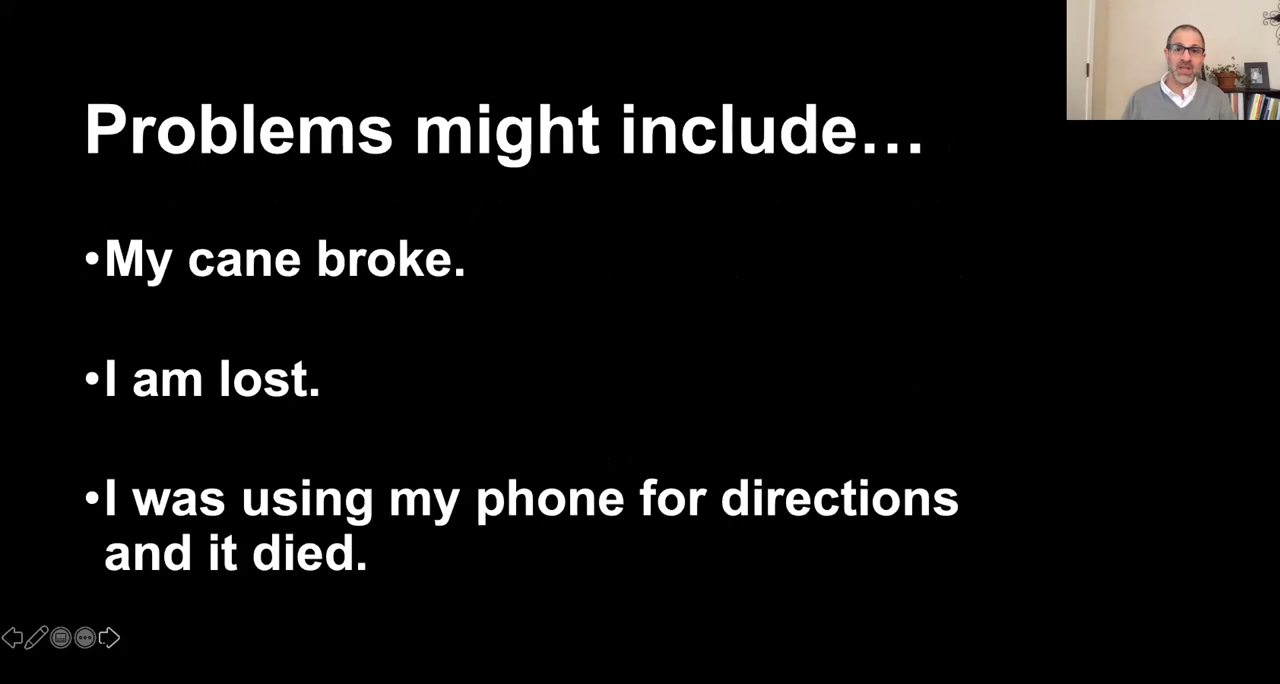 Problems might include…
•My cane broke.
•I am lost.
•I was using my phone for directions
and it died.